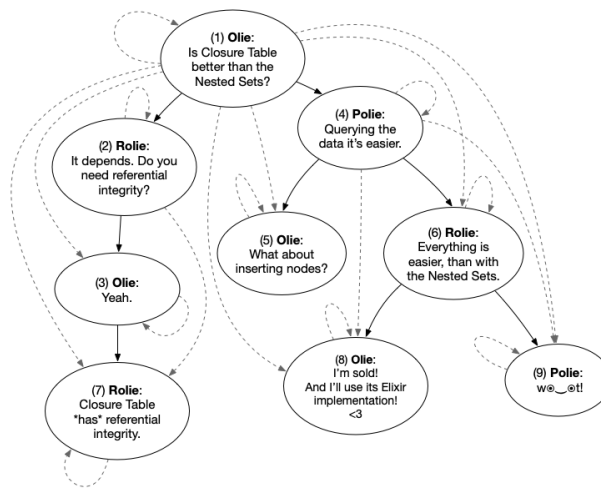 (1) Olie:
Is Closure Table
better than the
Nested Sets?
(4) Polie:
Querying the
data it's easier.
(2) Rolie:
It depends. Do you
need referential
integrity?
(6) Rolie:
Everything is
easier, than with
the Nested Sets.
(5) Olie:
What about
inserting nodes?
(3) Olie:
Yeah.
(8) Olie:
I'm sold!
And I'll use its Elixir
implementation!
<3
(9) Polie:
w◉‿◉t!
(7) Rolie:
Closure Table
*has* referential
integrity.